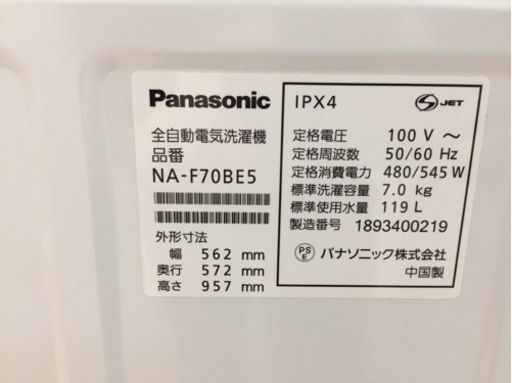 Panasonic
全自動電気洗濯機
品番
NA-F70BE5
外形寸法
幅 562 mm
奥行 572 mm
高さ 957 mm
IPX4
S JET
定格電圧 100 V ～
定格周波数 50/60 Hz
定格消費電力 480/545 W
標準洗濯容量 7.0 kg
標準使用水量 119 L
製造番号 1893400219
PS
E
パナソニック株式会社
中国製